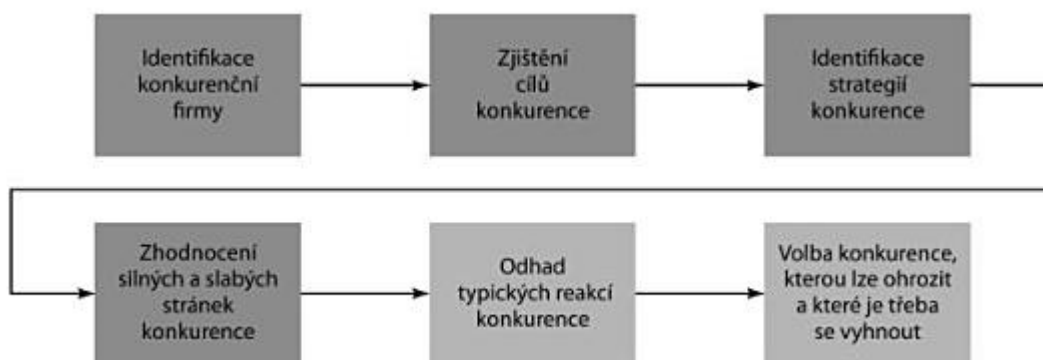 Identifikace
konkurenční
firmy
Zjištění
cílů
konkurence
Identifikace
strategií
konkurence
Zhodnocení
silných a slabých
stránek
konkurence
Odhad
typických reakcí
konkurence
Volba konkurence,
kterou lze ohrozit
a které je třeba
se vyhnout